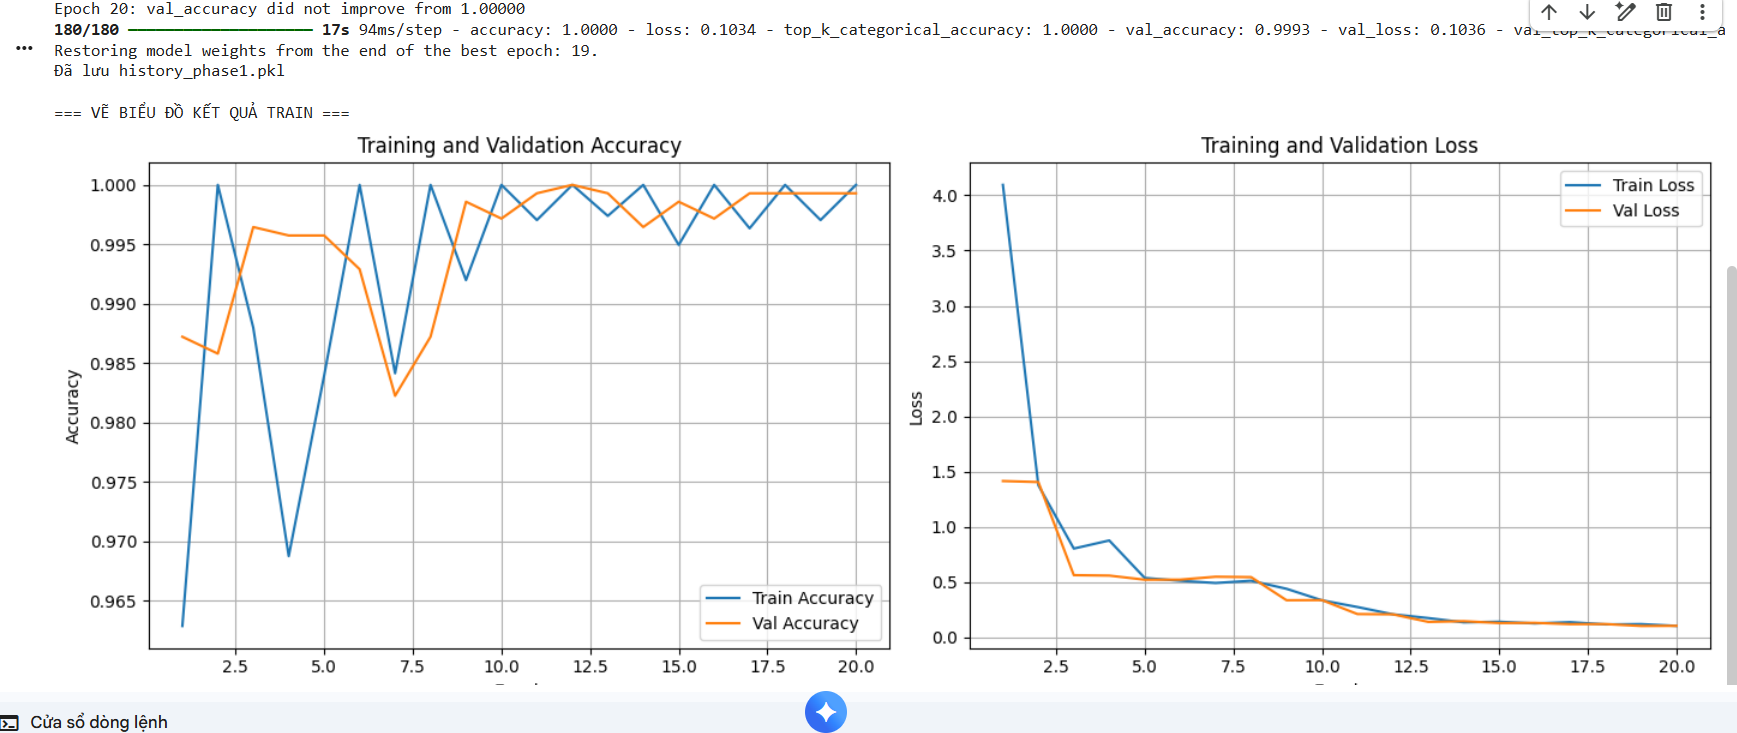 Epoch 20: val_accuracy did not improve from 1.00000
180/180 ━━━━━━━━━━━━━━━━━━━━ 17s 94ms/step - accuracy: 1.0000 - loss: 0.1034 - top_k_categorical_accuracy: 1.0000 - val_accuracy: 0.9993 - val_loss: 0.1036 - val_top_k_categorical_a
Restoring model weights from the end of the best epoch: 19.
Đã lưu history_phase1.pkl
=== VẼ BIỂU ĐỒ KẾT QUẢ TRAIN ===
Training and Validation Accuracy
1.000
0.995
0.990
0.985
0.980
0.975
0.970
0.965
Accuracy
Train Accuracy
Val Accuracy
2.5 5.0 7.5 10.0 12.5 15.0 17.5 20.0
Training and Validation Loss
4.0
3.5
3.0
2.5
2.0
1.5
1.0
0.5
0.0
Loss
Train Loss
Val Loss
2.5 5.0 7.5 10.0 12.5 15.0 17.5 20.0
Cửa sổ dòng lệnh